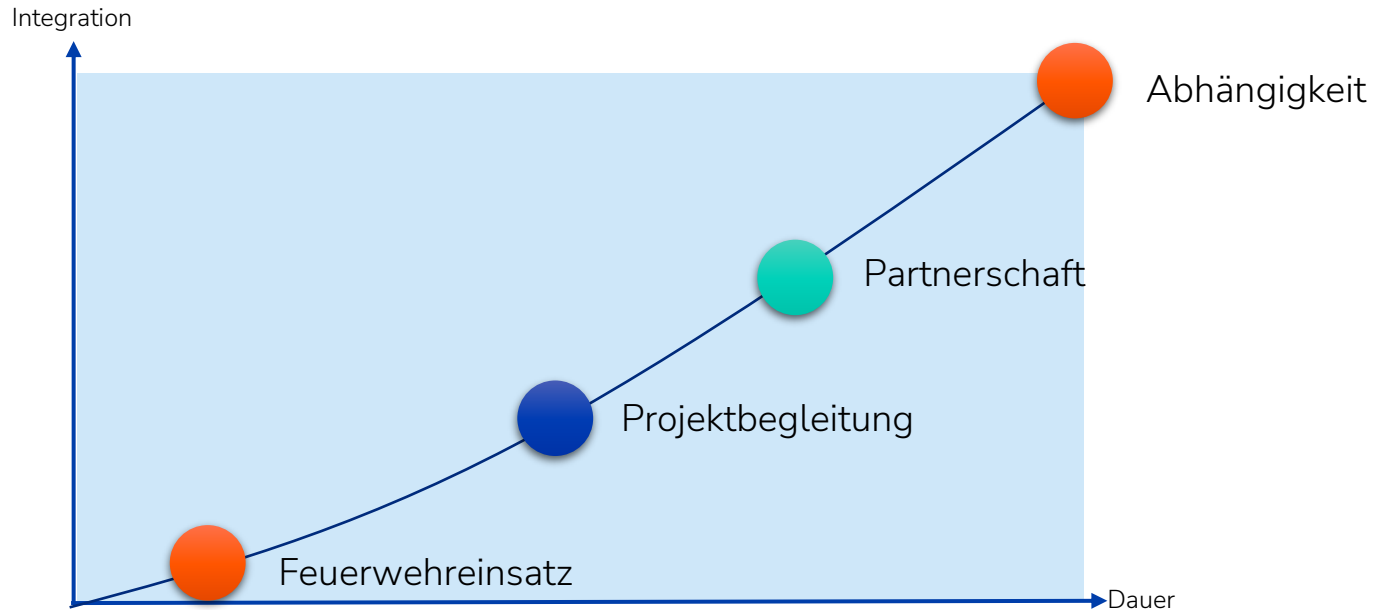 Integration
Abhängigkeit
Partnerschaft
Projektbegleitung
Feuerwehreinsatz
Dauer